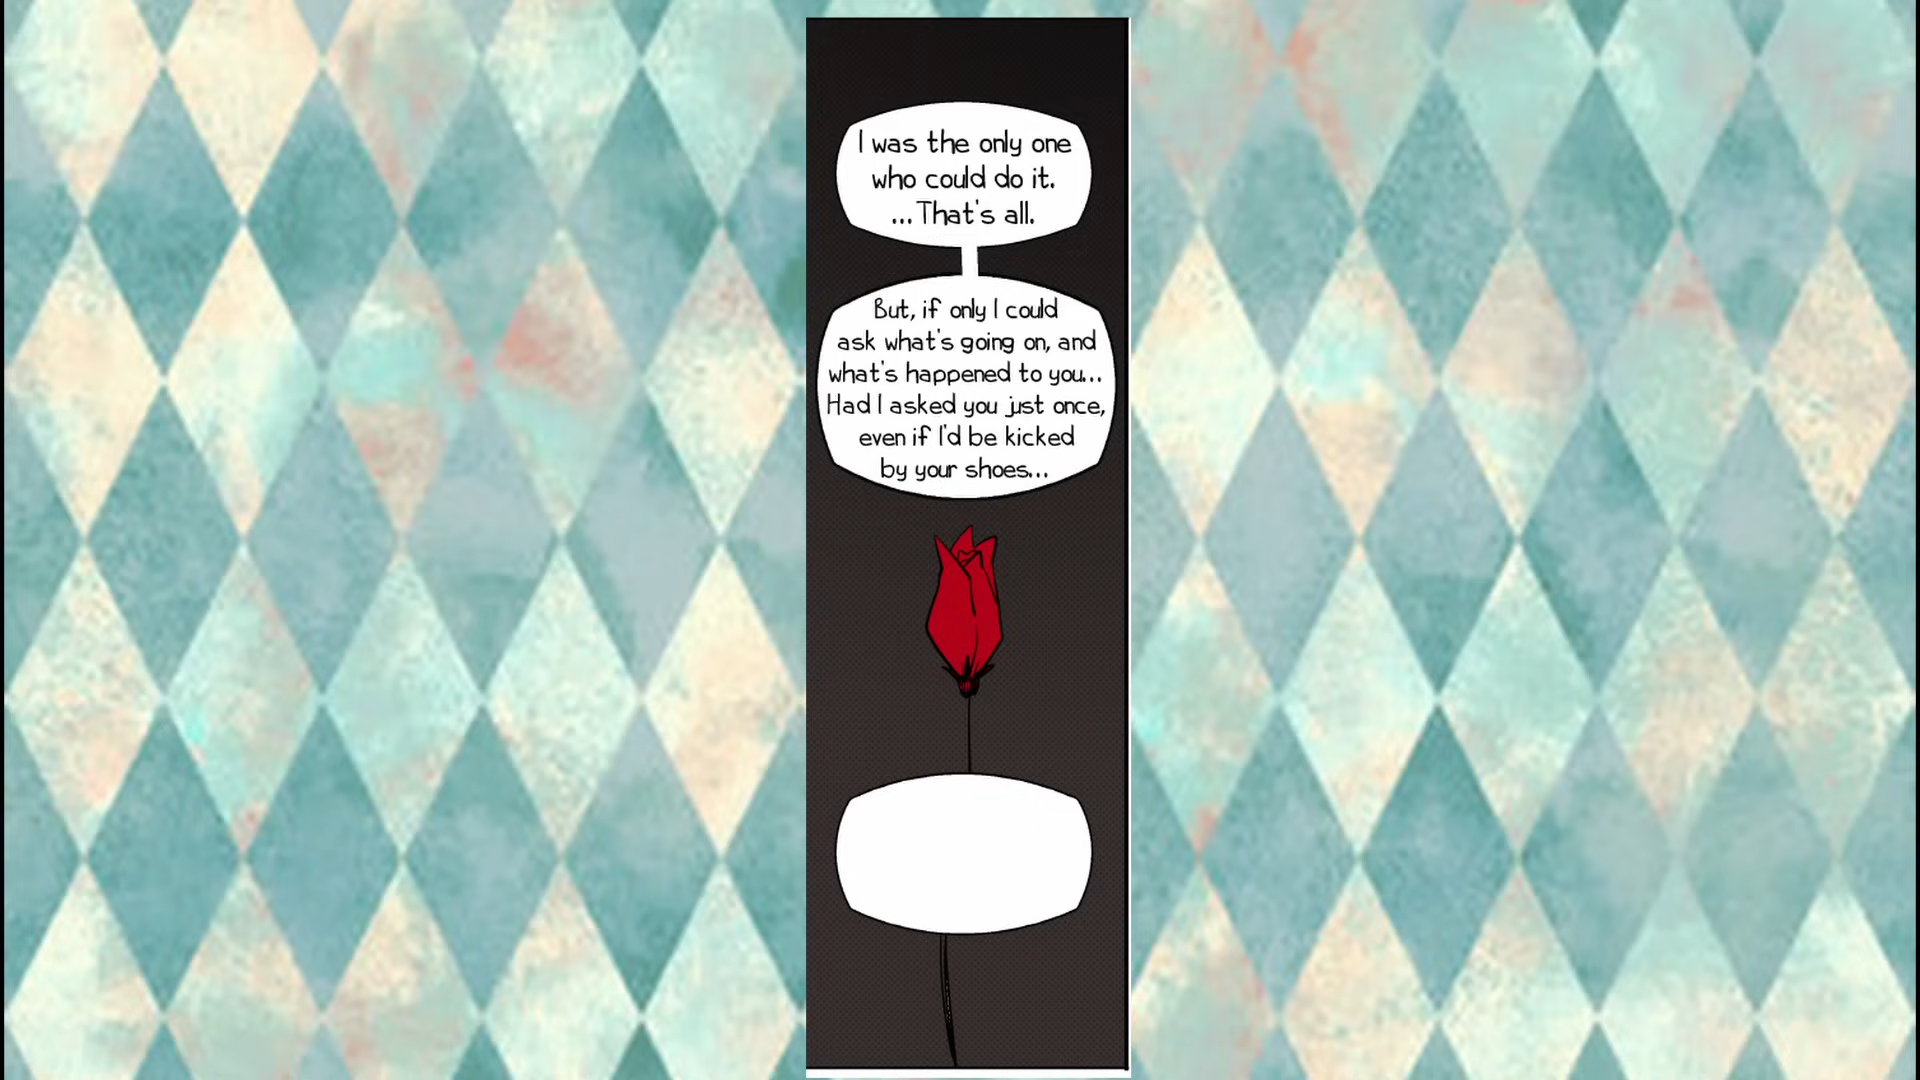 I was the only one
who could do it.
...That's all.
But, if only I could
ask what's going on, and
what's happened to you...
Had I asked you just once,
even if I'd be kicked
by your shoes...